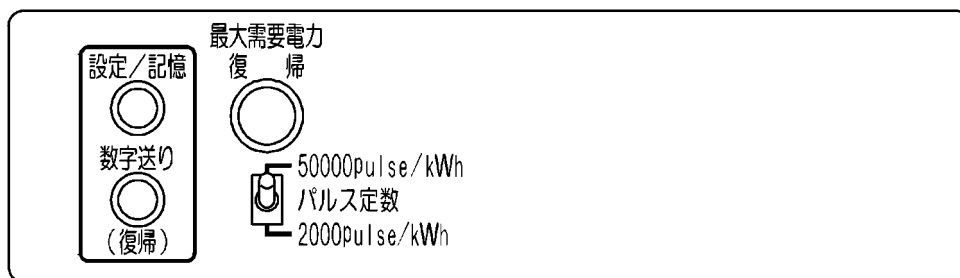 設定／記憶
数字送り
(復帰)
最大需要電力
復 帰
50000pulse/kWh
パルス定数
2000pulse/kWh